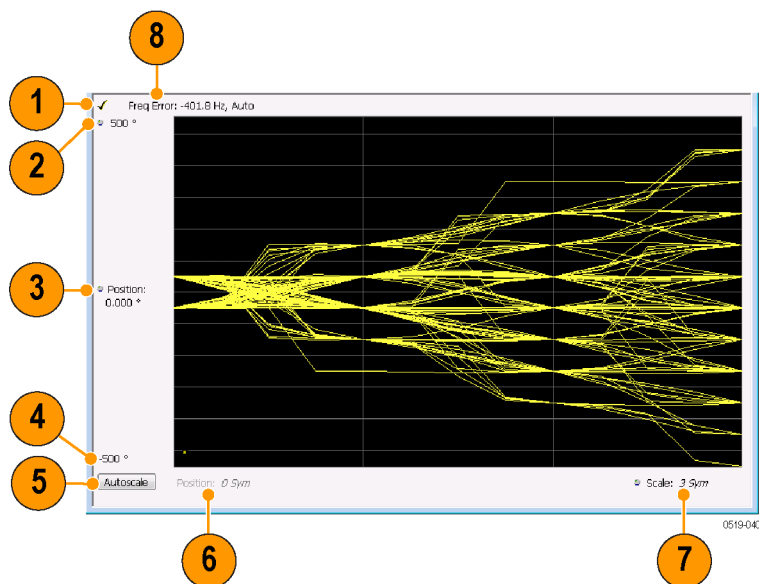 8
1
Freq Error: -401.8 Hz, Auto
2
500 °
3
Position:
0.000 °
4
-500 °
5
Autoscale
Position: 0 Sym
Scale: 3 Sym
0519-040
6
7